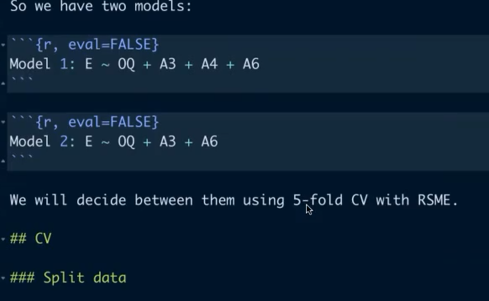 So we have two models:
```{r, eval=FALSE}
Model 1: E ~ OQ + A3 + A4 + A6
```
```{r, eval=FALSE}
Model 2: E ~ OQ + A3 + A6
```
We will decide between them using 5-fold CV with RSME.
## CV
### Split data